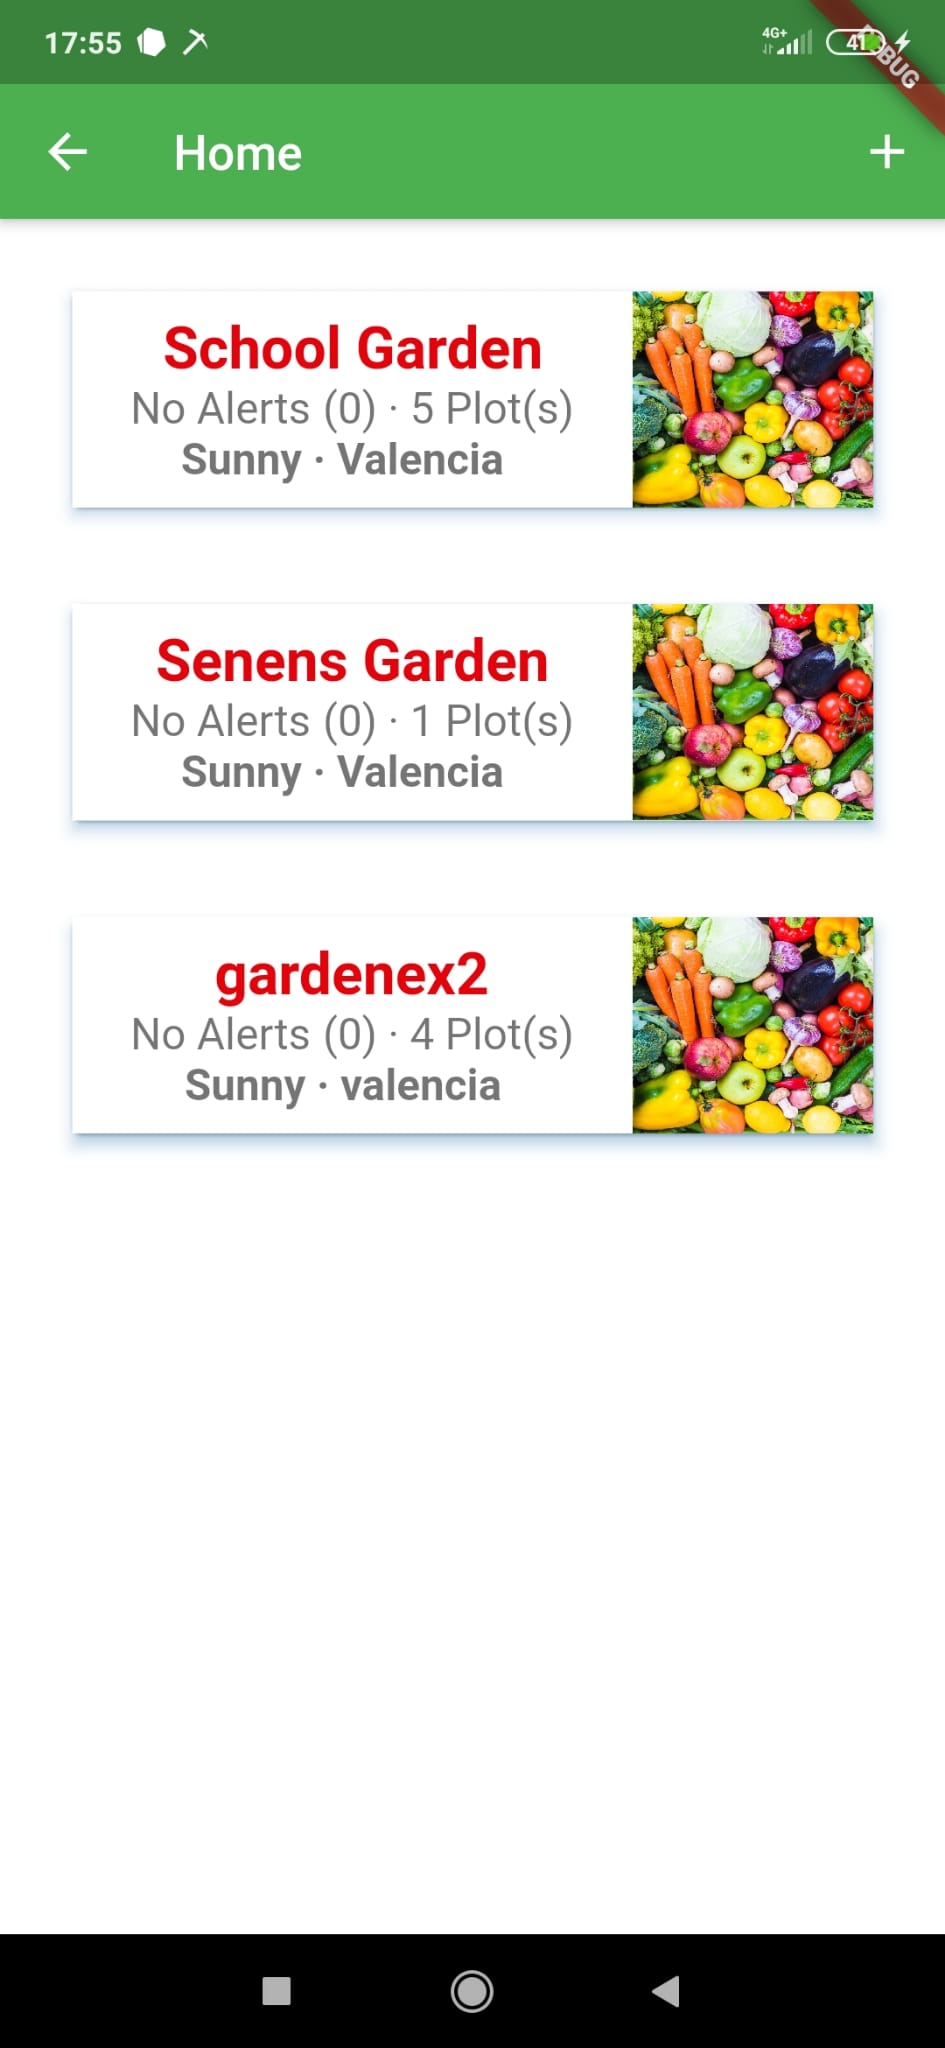 17:55 4G+ 41
Home
School Garden
No Alerts (0) · 5 Plot(s)
Sunny · Valencia
Senens Garden
No Alerts (0) · 1 Plot(s)
Sunny · Valencia
gardenex2
No Alerts (0) · 4 Plot(s)
Sunny · valencia